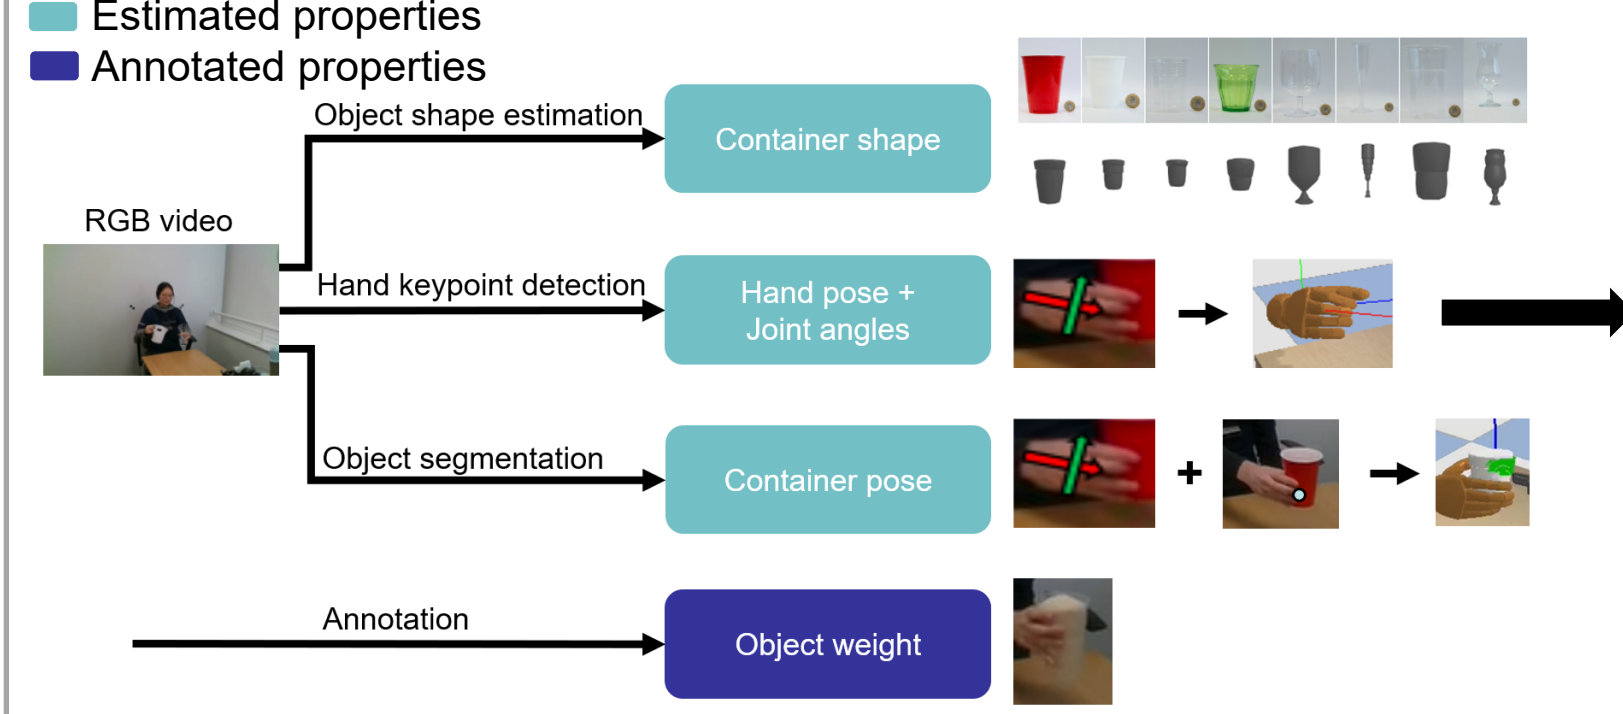 Estimated properties
Annotated properties
Object shape estimation
Container shape
RGB video
Hand keypoint detection
Hand pose +
Joint angles
Object segmentation
Container pose
+
Annotation
Object weight